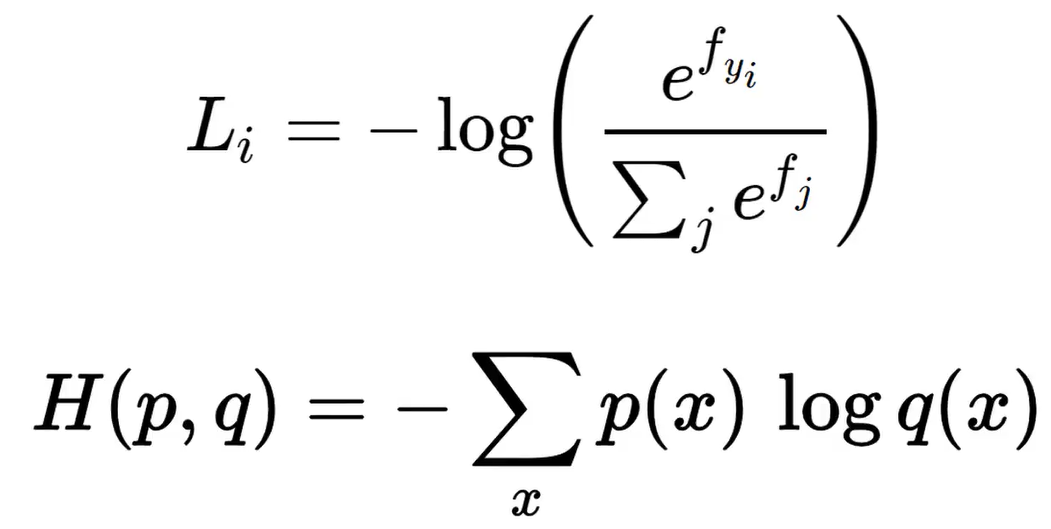 L_i = -\log\left(\frac{e^{f_{y_i}}}{\sum_j e^{f_j}}\right)
H(p, q) = -\sum_x p(x) \log q(x)